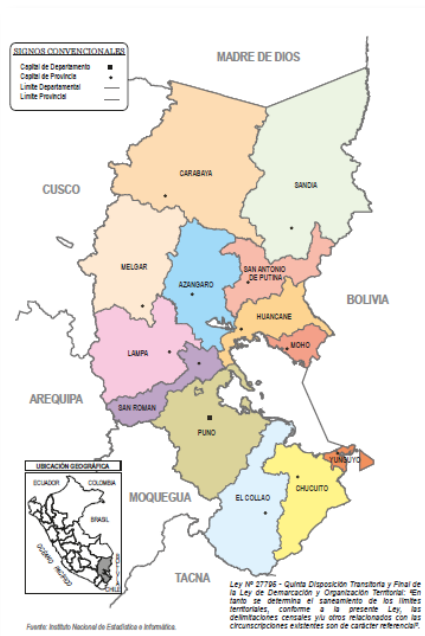 SIGNOS CONVENCIONALES
Capital de Departamento
Capital de Provincia
Límite Departamental
Límite Provincial
MADRE DE DIOS
CUSCO
CARABAYA
SANDIA
MELGAR
AZANGARO
SAN ANTONIO
DE PUTINA
BOLIVIA
HUANCANE
LAMPA
MOHO
AREQUIPA
SAN ROMAN
PUNO
YUNGUYO
UBICACIÓN GEOGRÁFICA
ECUADOR
COLOMBIA
BRASIL
OCÉANO PACÍFICO
BOLIVIA
CHILE
MOQUEGUA
EL COLLAO
CHUCUITO
TACNA
Ley Nº 27795 - Quinta Disposición Transitoria y Final de
la Ley de Demarcación y Organización Territorial: "En
tanto se determina el saneamiento de los límites
territoriales, conforme a la presente Ley, las
delimitaciones censales y/u otros relacionados con las
circunscripciones existentes son de carácter referencial".
Fuente: Instituto Nacional de Estadística e Informática.